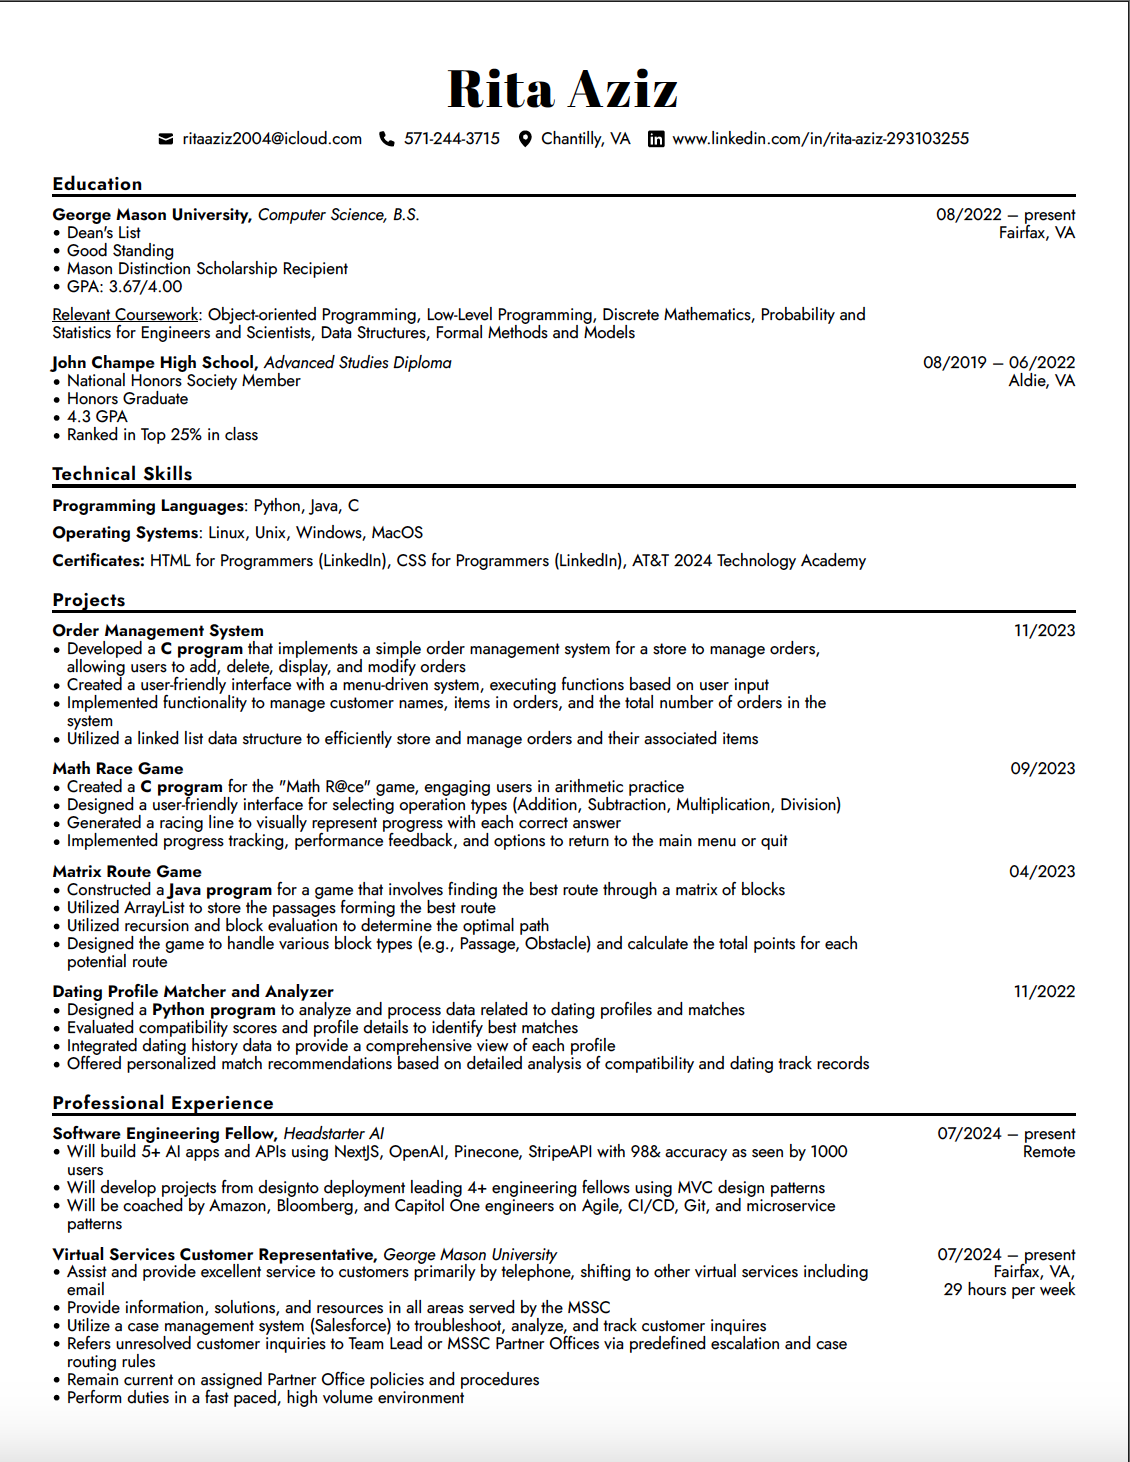 Rita Aziz
ritaaziz2004@icloud.com 571-244-3715 Chantilly, VA www.linkedin.com/in/rita-aziz-293103255
Education
George Mason University, Computer Science, B.S. 08/2022 – present
• Dean's List Fairfax, VA
• Good Standing
• Mason Distinction Scholarship Recipient
• GPA: 3.67/4.00
Relevant Coursework: Object-oriented Programming, Low-Level Programming, Discrete Mathematics, Probability and
Statistics for Engineers and Scientists, Data Structures, Formal Methods and Models
John Champe High School, Advanced Studies Diploma 08/2019 – 06/2022
• National Honors Society Member Aldie, VA
• Honors Graduate
• 4.3 GPA
• Ranked in Top 25% in class
Technical Skills
Programming Languages: Python, Java, C
Operating Systems: Linux, Unix, Windows, MacOS
Certificates: HTML for Programmers (LinkedIn), CSS for Programmers (LinkedIn), AT&T 2024 Technology Academy
Projects
Order Management System 11/2023
• Developed a C program that implements a simple order management system for a store to manage orders,
allowing users to add, delete, display, and modify orders
• Created a user-friendly interface with a menu-driven system, executing functions based on user input
• Implemented functionality to manage customer names, items in orders, and the total number of orders in the
system
• Utilized a linked list data structure to efficiently store and manage orders and their associated items
Math Race Game 09/2023
• Created a C program for the "Math R@ce" game, engaging users in arithmetic practice
• Designed a user-friendly interface for selecting operation types (Addition, Subtraction, Multiplication, Division)
• Generated a racing line to visually represent progress with each correct answer
• Implemented progress tracking, performance feedback, and options to return to the main menu or quit
Matrix Route Game 04/2023
• Constructed a Java program for a game that involves finding the best route through a matrix of blocks
• Utilized ArrayList to store the passages forming the best route
• Utilized recursion and block evaluation to determine the optimal path
• Designed the game to handle various block types (e.g., Passage, Obstacle) and calculate the total points for each
potential route
Dating Profile Matcher and Analyzer 11/2022
• Designed a Python program to analyze and process data related to dating profiles and matches
• Evaluated compatibility scores and profile details to identify best matches
• Integrated dating history data to provide a comprehensive view of each profile
• Offered personalized match recommendations based on detailed analysis of compatibility and dating track records
Professional Experience
Software Engineering Fellow, Headstarter AI 07/2024 – present
• Will build 5+ AI apps and APIs using NextJS, OpenAI, Pinecone, StripeAPI with 98& accuracy as seen by 1000 Remote
users
• Will develop projects from designto deployment leading 4+ engineering fellows using MVC design patterns
• Will be coached by Amazon, Bloomberg, and Capitol One engineers on Agile, CI/CD, Git, and microservice
patterns
Virtual Services Customer Representative, George Mason University 07/2024 – present
• Assist and provide excellent service to customers primarily by telephone, shifting to other virtual services including Fairfax, VA,
email 29 hours per week
• Provide information, solutions, and resources in all areas served by the MSSC
• Utilize a case management system (Salesforce) to troubleshoot, analyze, and track customer inquires
• Refers unresolved customer inquiries to Team Lead or MSSC Partner Offices via predefined escalation and case
routing rules
• Remain current on assigned Partner Office policies and procedures
• Perform duties in a fast paced, high volume environment